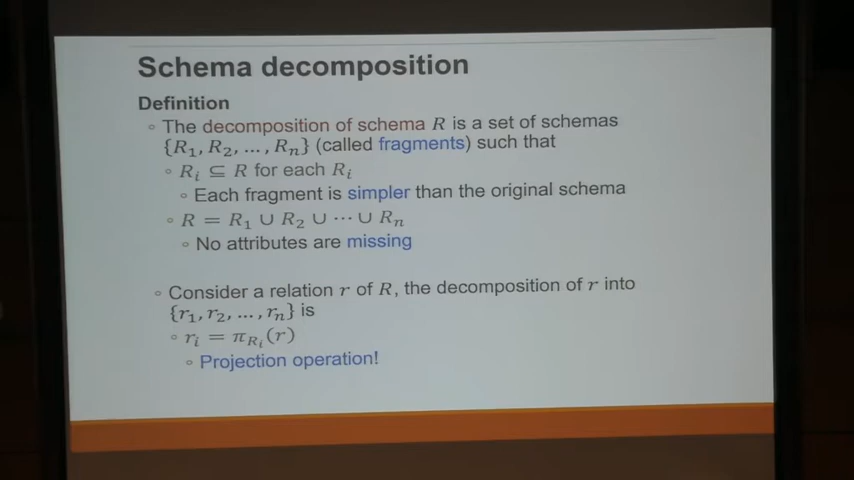 Schema decomposition
Definition
◦ The decomposition of schema R is a set of schemas
{R₁, R₂, …, Rₙ} (called fragments) such that
◦ Rᵢ ⊆ R for each Rᵢ
◦ Each fragment is simpler than the original schema
◦ R = R₁ ∪ R₂ ∪ ⋯ ∪ Rₙ
◦ No attributes are missing
◦ Consider a relation r of R, the decomposition of r into
{r₁, r₂, …, rₙ} is
◦ rᵢ = π_{Rᵢ}(r)
◦ Projection operation!